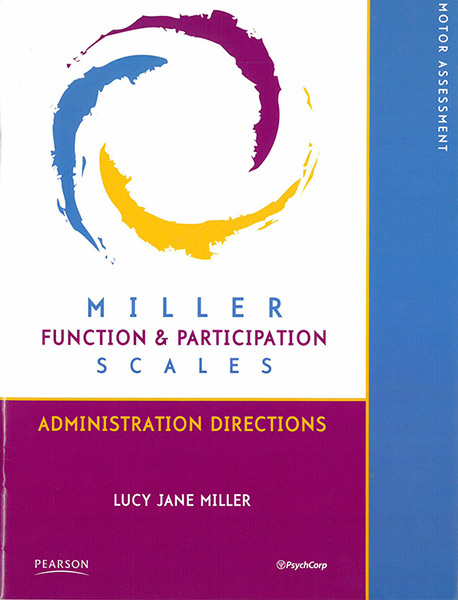 MOTOR ASSESSMENT
MILLER
FUNCTION & PARTICIPATION
SCALES
ADMINISTRATION DIRECTIONS
LUCY JANE MILLER
PEARSON
PsychCorp